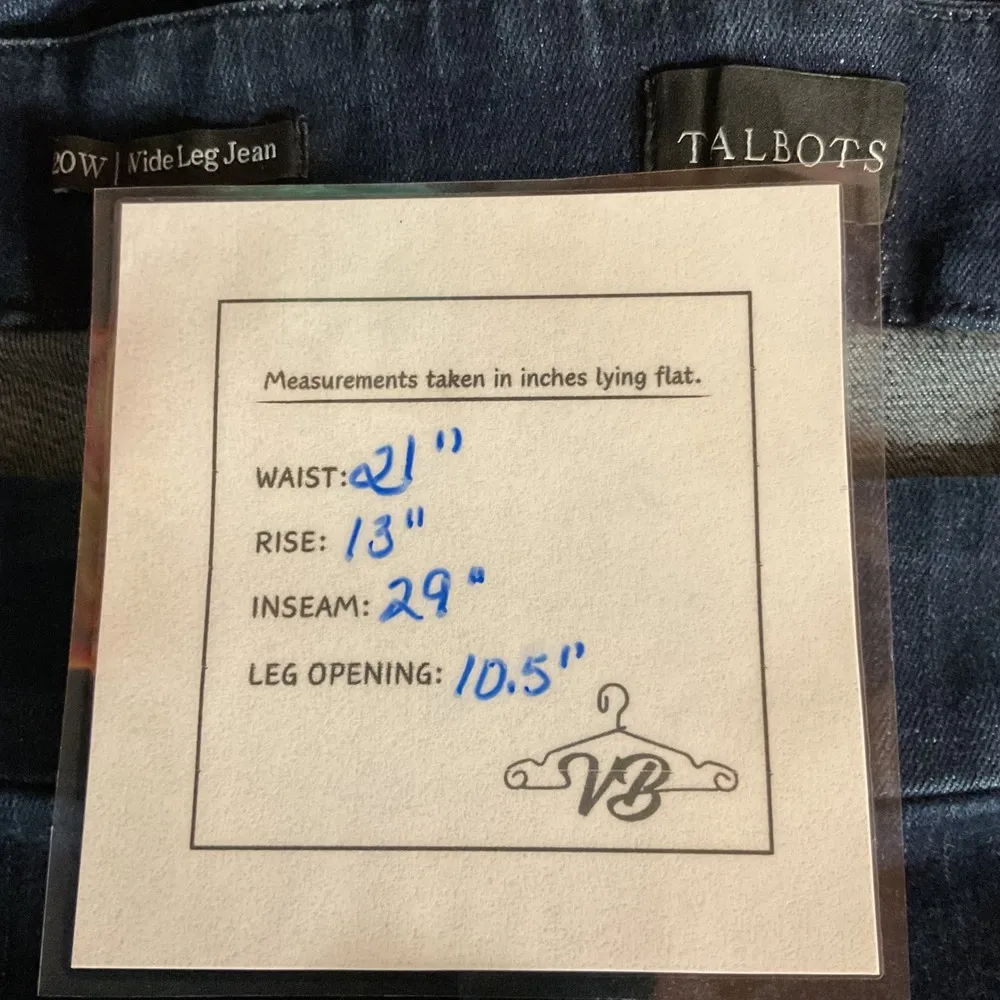 20W | Wide Leg Jean
TALBOTS
Measurements taken in inches lying flat.
WAIST: 21"
RISE: 13"
INSEAM: 29"
LEG OPENING: 10.5"
VB